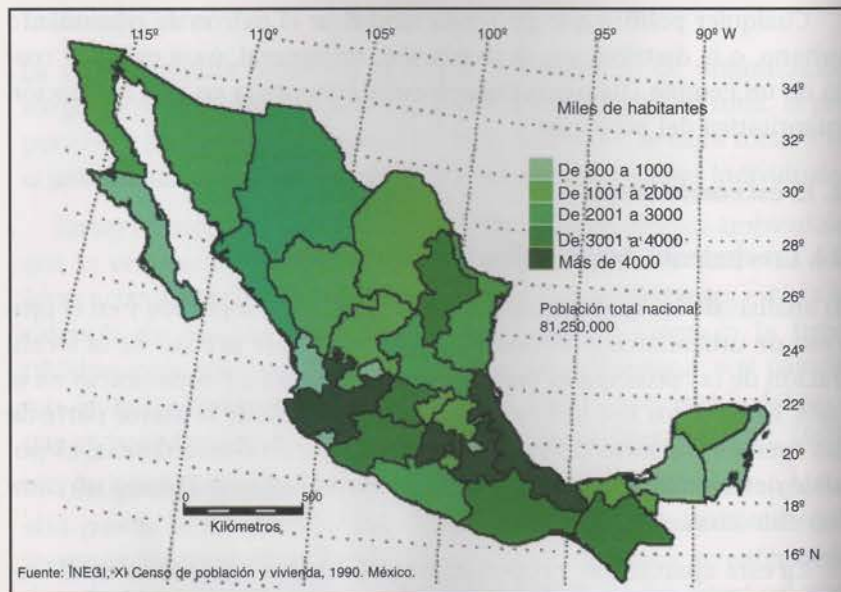 115º 110º 105º 100º 95º 90ºW
34º
Miles de habitantes
32º
De 300 a 1000
30º
De 1001 a 2000
De 2001 a 3000
28º
De 3001 a 4000
Más de 4000
26º
Población total nacional:
81,250,000
24º
22º
20º
0 500
18º
Kilómetros
16º N
Fuente: INEGI, XI Censo de población y vivienda, 1990. México.